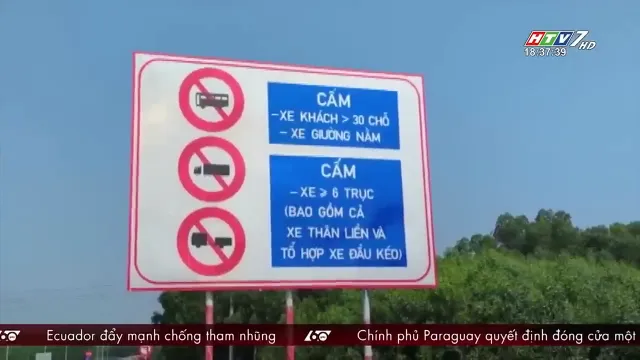 HTV7 HD
18:37:39
CẤM
-XE KHÁCH > 30 CHỖ
- XE GIƯỜNG NẰM
CẤM
-XE ≥ 6 TRỤC
(BAO GỒM CẢ
XE THÂN LIỀN VÀ
TỔ HỢP XE ĐẦU KÉO)
60 Ecuador đẩy mạnh chống tham nhũng 60 Chính phủ Paraguay quyết định đóng cửa một